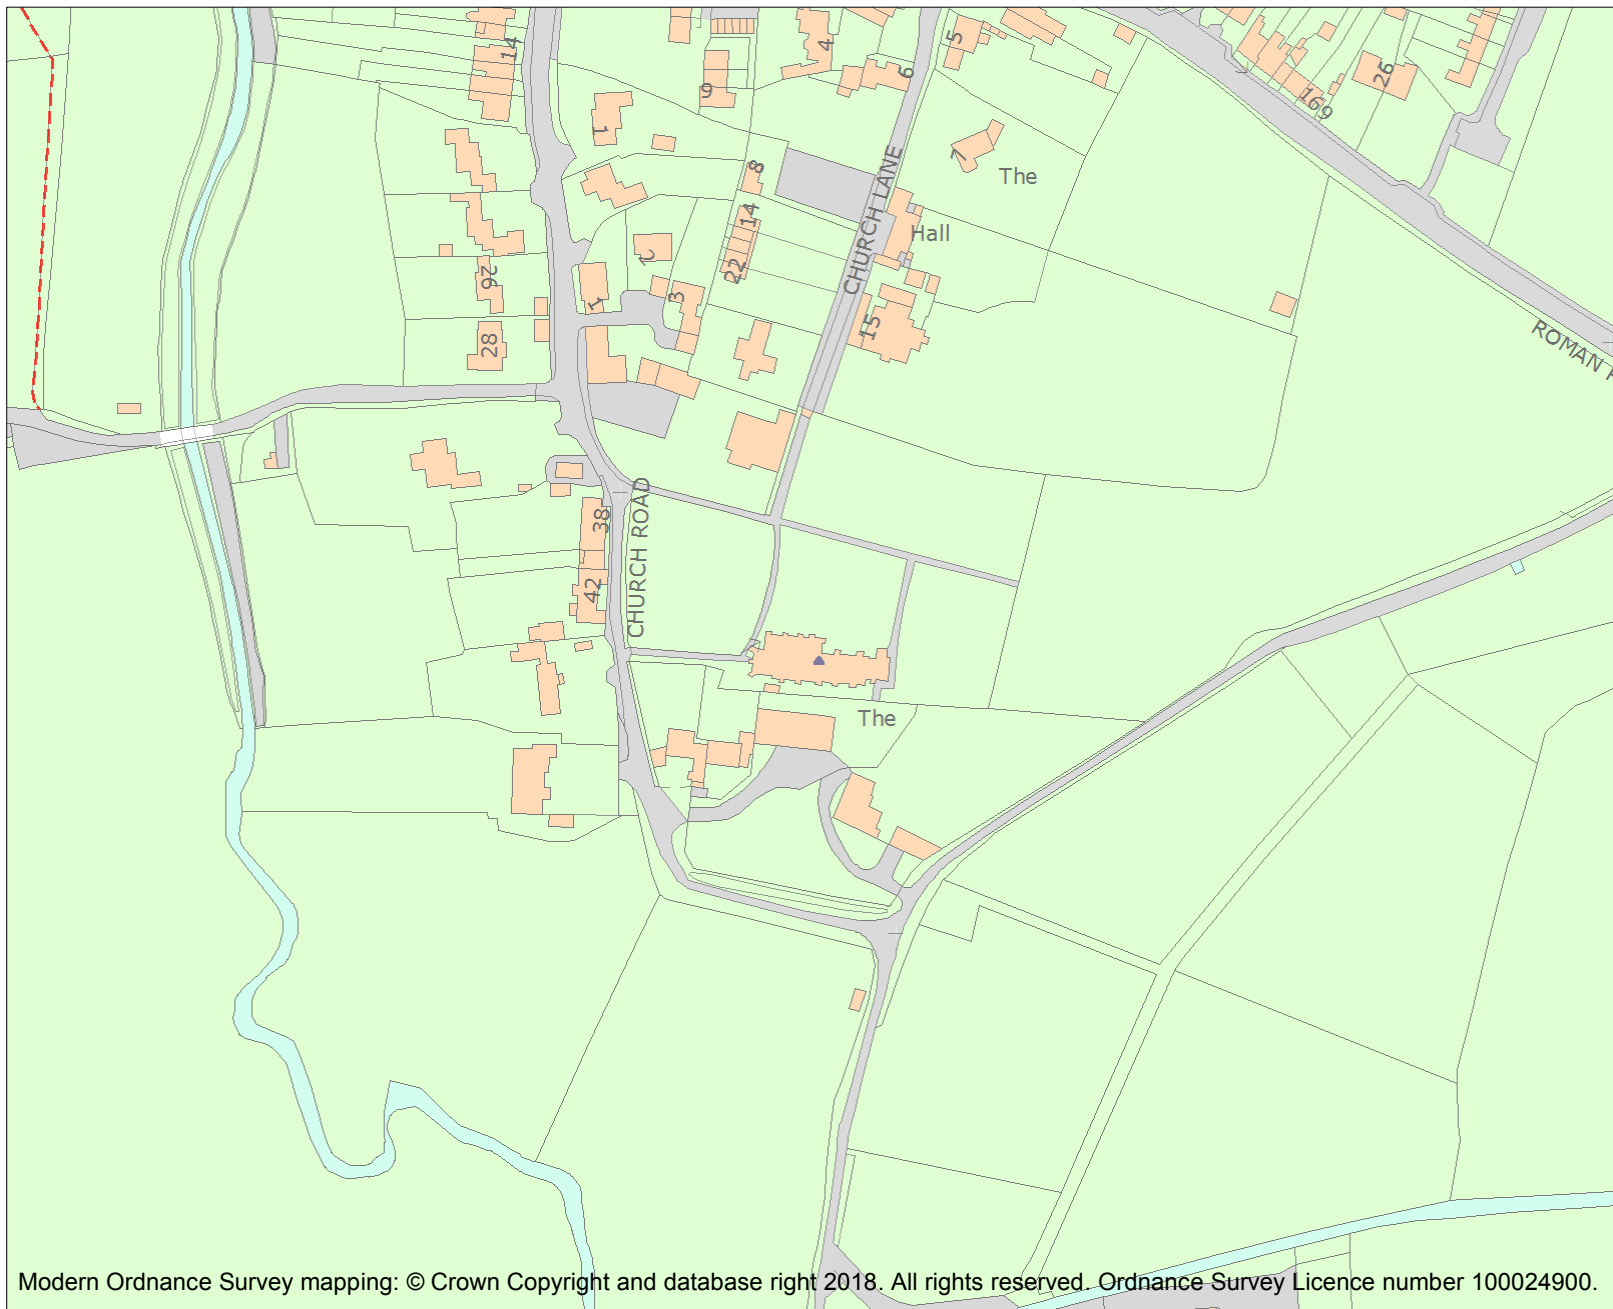 14
4
5
6
9
26
169
1
8
7
The
14
CHURCH LANE
Hall
2
22
26
3
1
15
28
ROMAN
38
CHURCH ROAD
42
The
Modern Ordnance Survey mapping: © Crown Copyright and database right 2018. All rights reserved. Ordnance Survey Licence number 100024900.